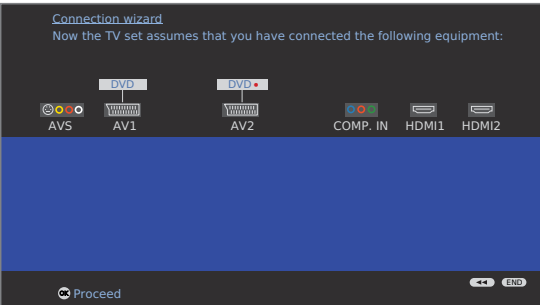 Connection wizard
Now the TV set assumes that you have connected the following equipment:
DVD DVD
AVS AV1 AV2 COMP. IN HDMI1 HDMI2
OK Proceed
END